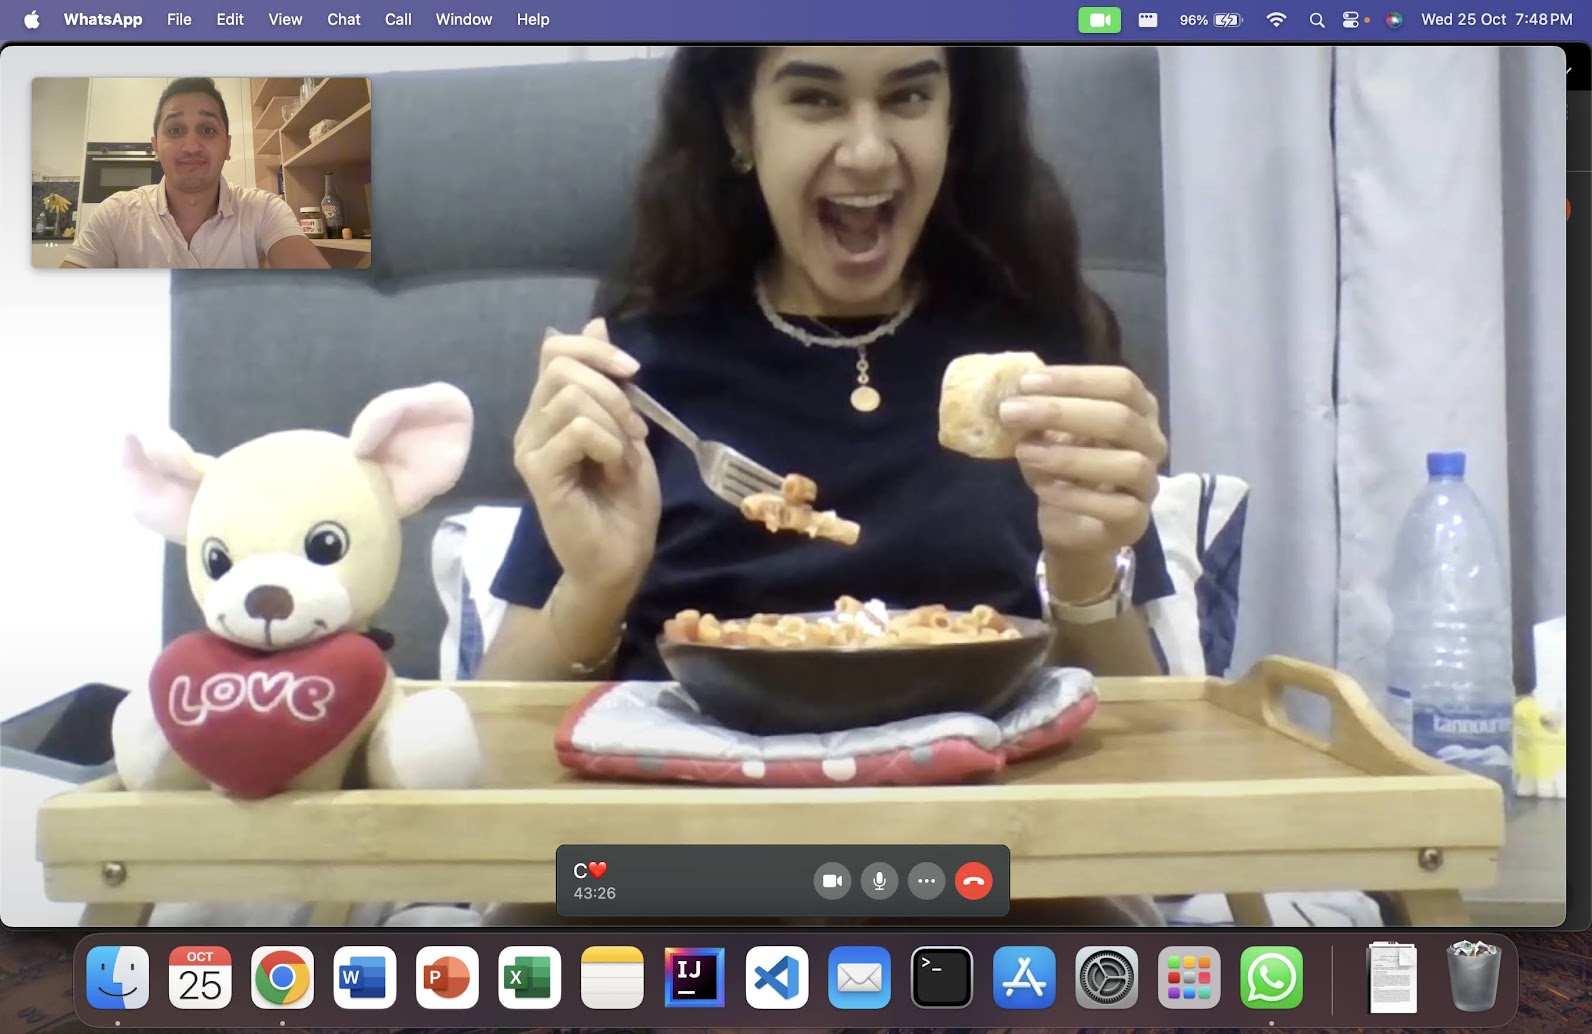 WhatsApp File Edit View Chat Call Window Help
96% Wed 25 Oct 7:48 PM
LOVE
tannourin
C❤️
43:26
OCT
25
W
P
X
IJ
>_